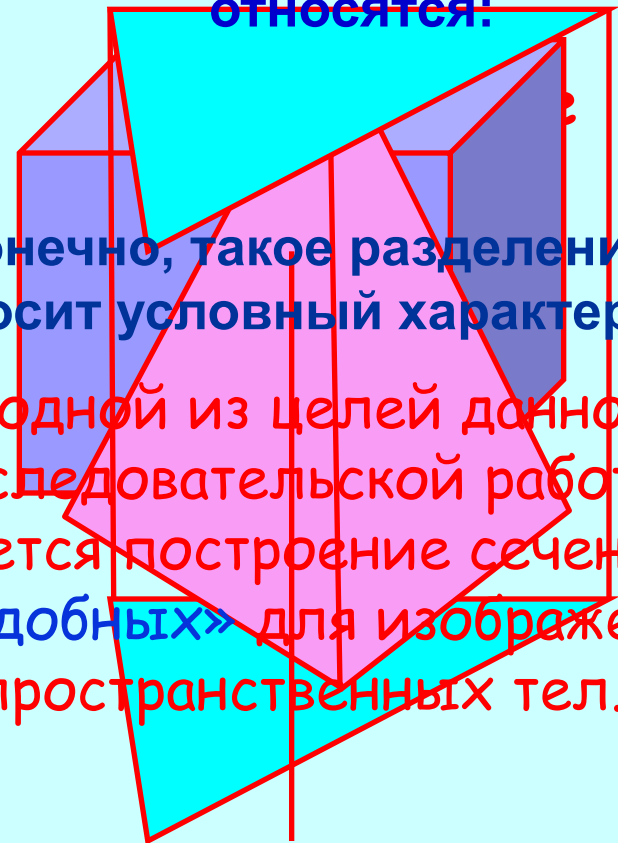 относятся:
онечно, такое разделени
осит условный характер
одной из целей данно
следовательской работ
ется построение сечен
добных» для изображе
пространственных тел.